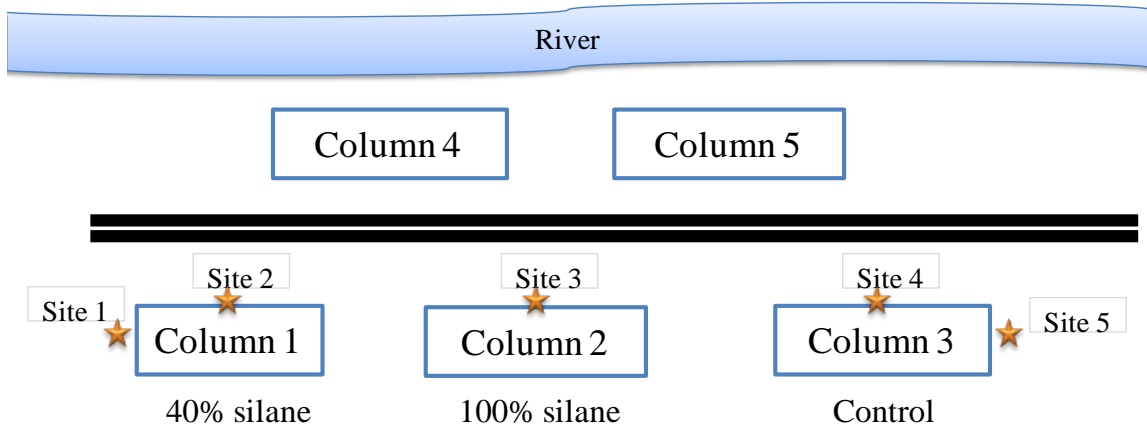 River
Column 4
Column 5
Site 2
Site 3
Site 4
Site 1
Site 5
Column 1
Column 2
Column 3
40% silane
100% silane
Control